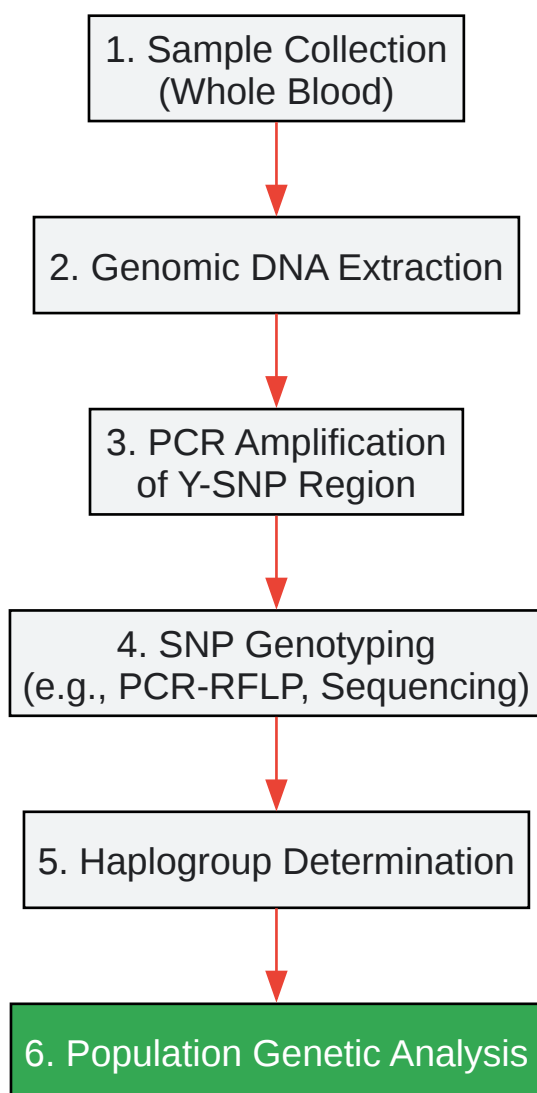 1. Sample Collection
(Whole Blood)
2. Genomic DNA Extraction
3. PCR Amplification
of Y-SNP Region
4. SNP Genotyping
(e.g., PCR-RFLP, Sequencing)
5. Haplogroup Determination
6. Population Genetic Analysis